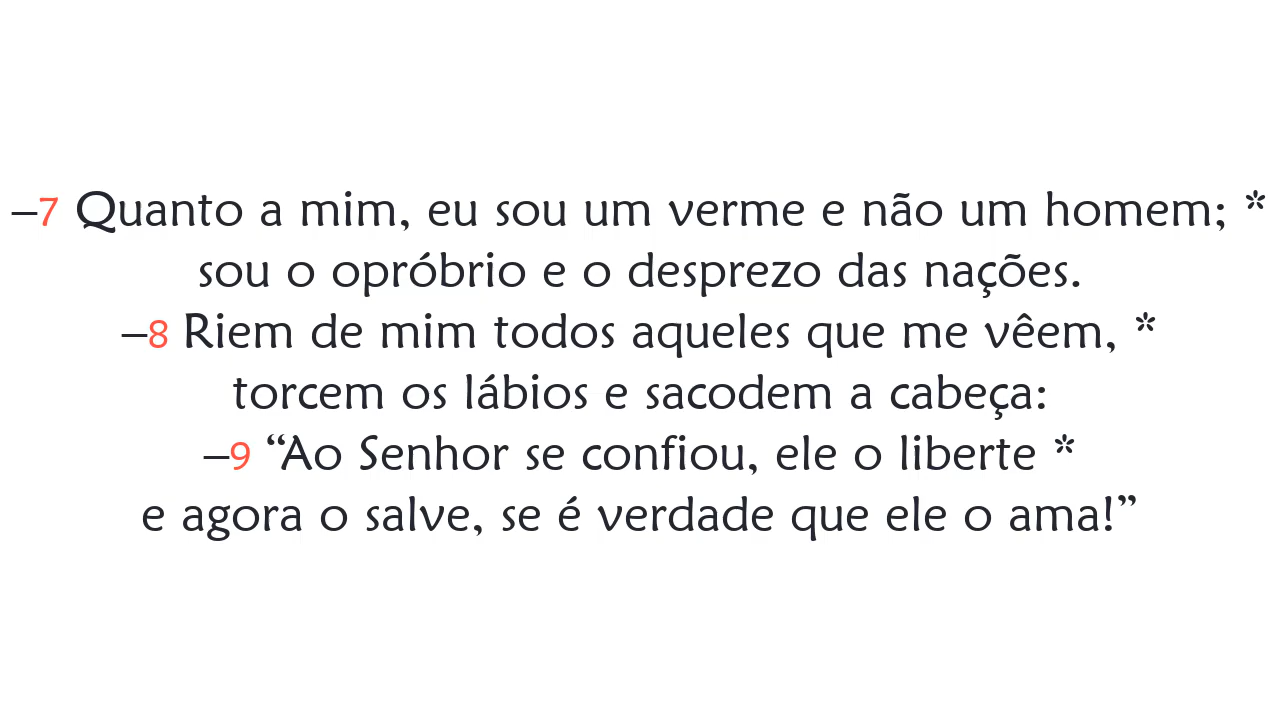 –7 Quanto a mim, eu sou um verme e não um homem; *
sou o opróbrio e o desprezo das nações.
–8 Riem de mim todos aqueles que me vêem, *
torcem os lábios e sacodem a cabeça:
–9 “Ao Senhor se confiou, ele o liberte *
e agora o salve, se é verdade que ele o ama!”